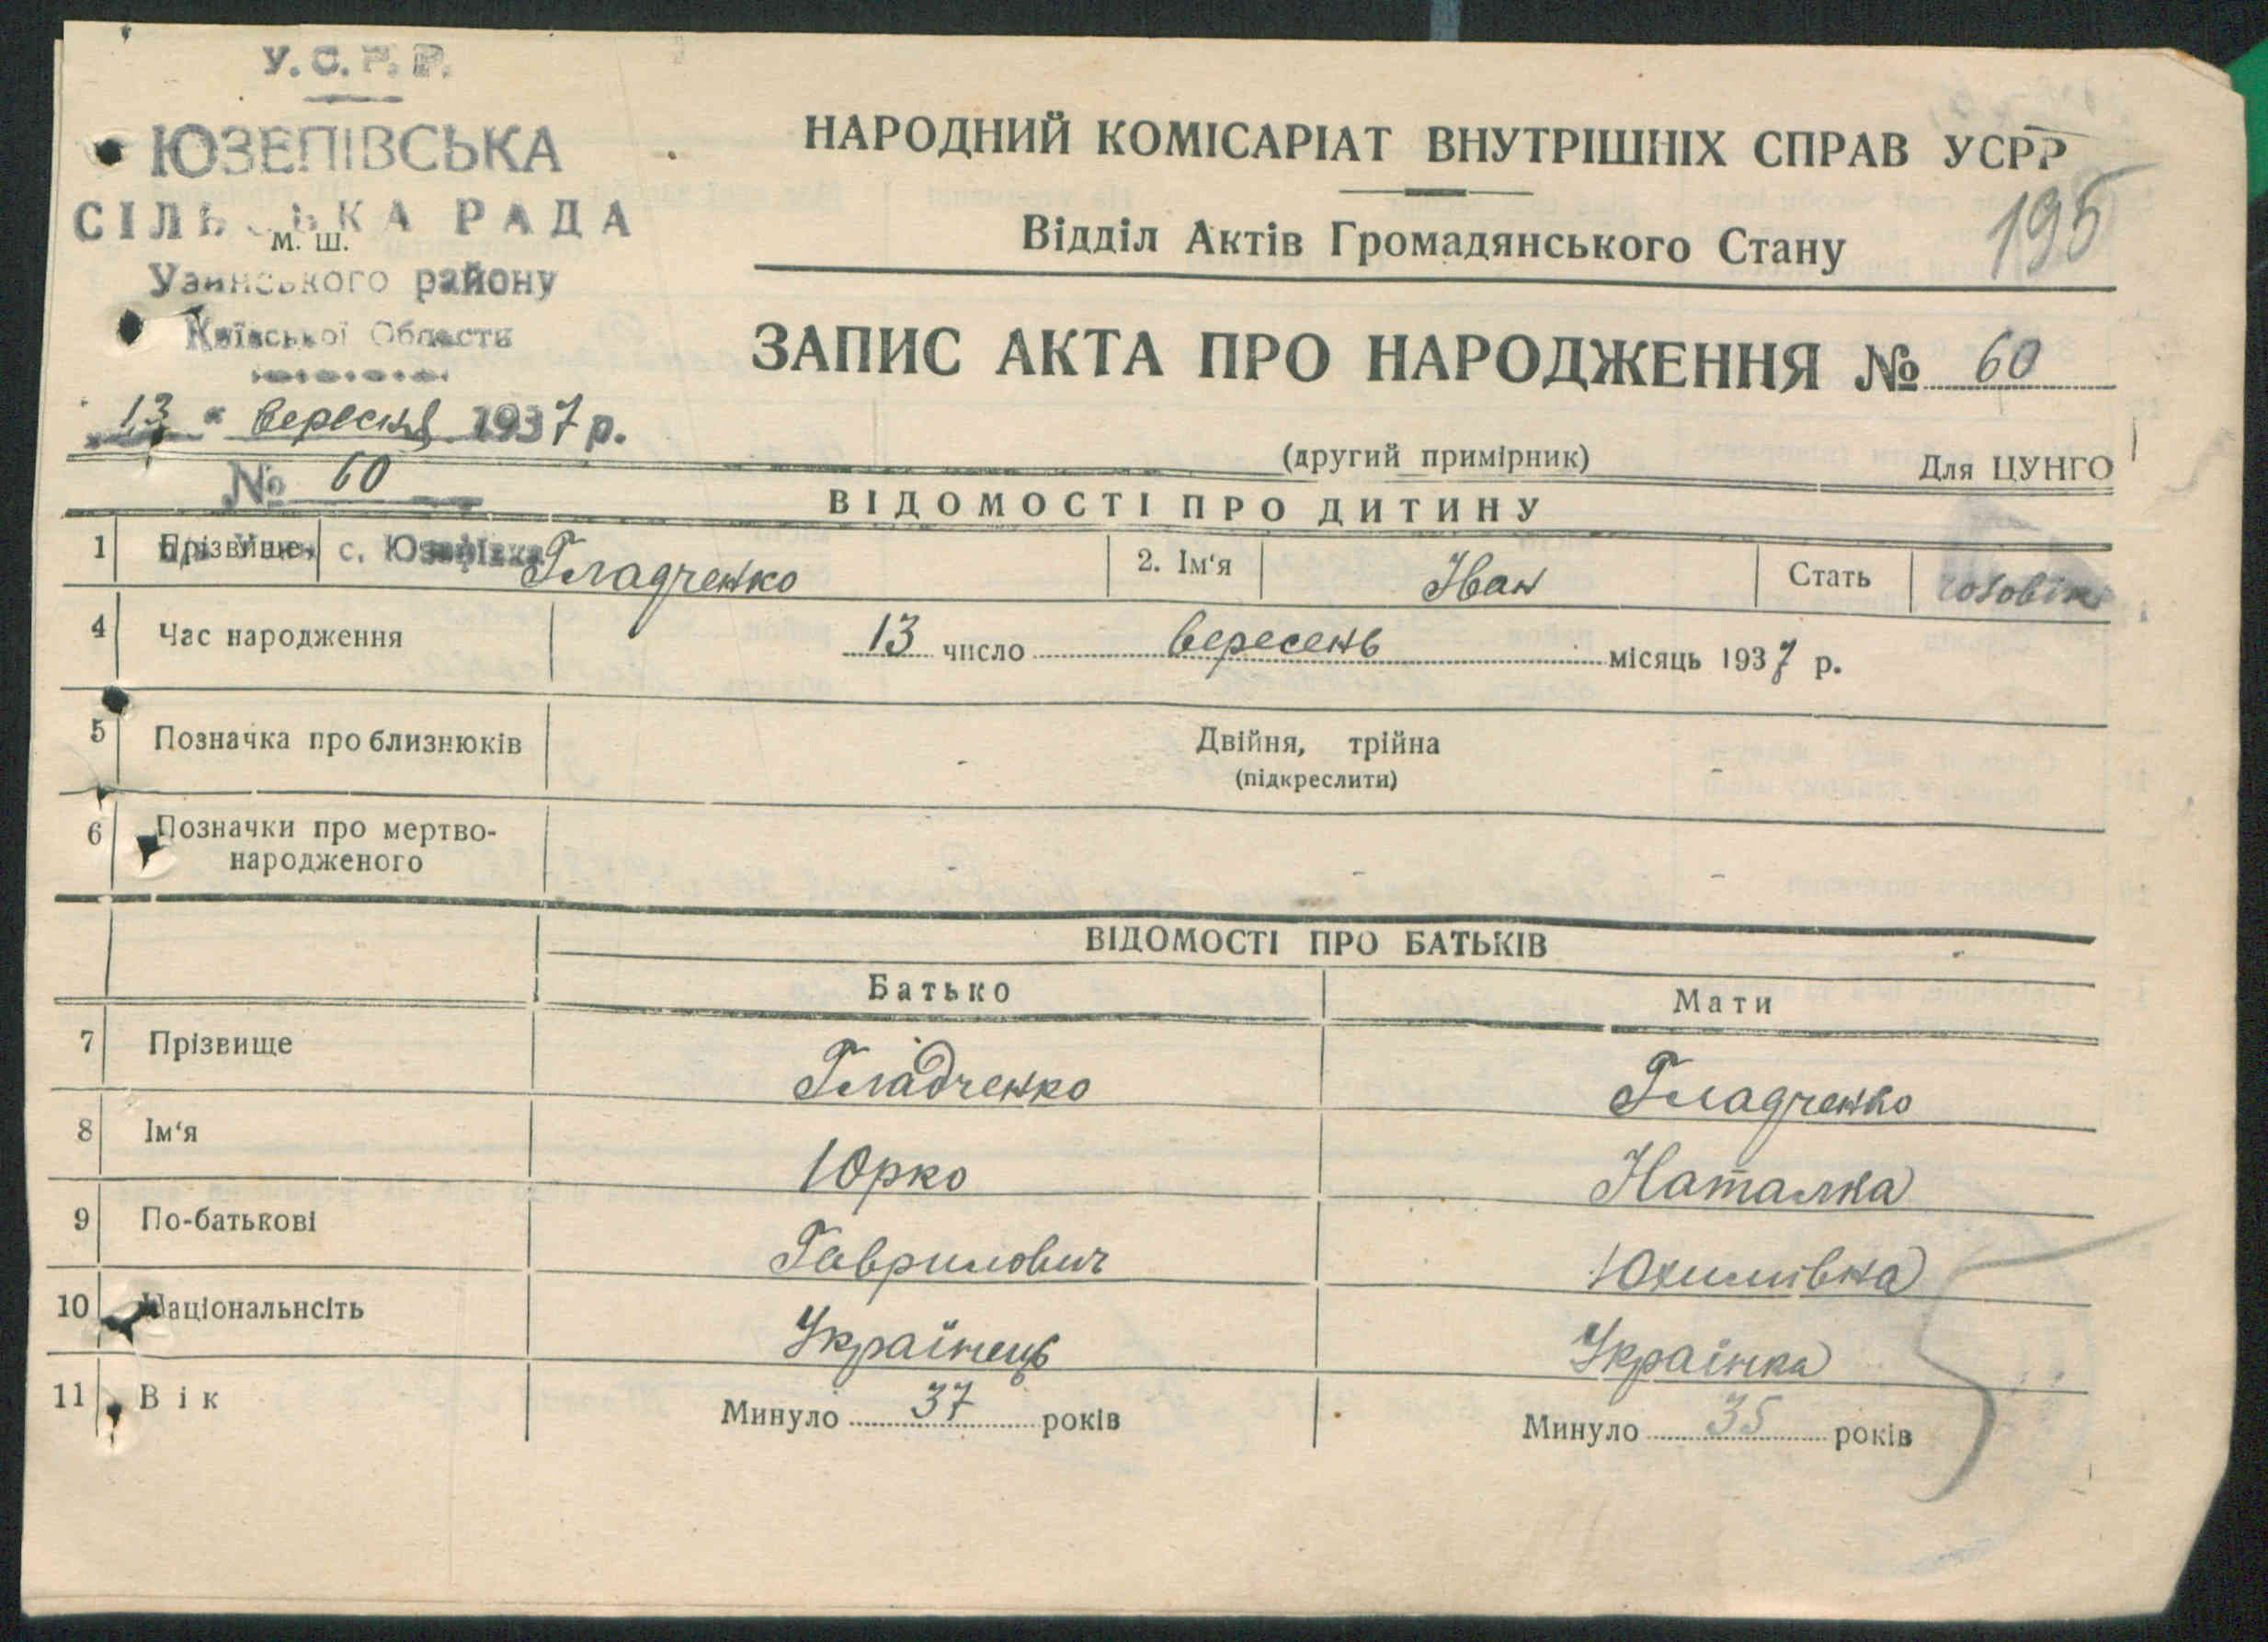 У.С.Р.Р.
ЮЗЕПІВСЬКА
СІЛЬСЬКА РАДА
м. ш.
Узинського району
Київської Области
13 " вересня 1937 р.
№ 60
НАРОДНИЙ КОМІСАРІАТ ВНУТРІШНІХ СПРАВ УСРР
195
Відділ Актів Громадянського Стану
ЗАПИС АКТА ПРО НАРОДЖЕННЯ № 60
(другий примірник) Для ЦУНГО
ВІДОМОСТІ ПРО ДИТИНУ
1 Прізвище с. Юзефівка Гладченко 2. Ім'я Іван Стать чоловік
4 Час народження 13 число вересень місяць 1937 р.
5 Позначка про близнюків Двійня, трійна
(підкреслити)
6 Позначки про мертво-
народженого
ВІДОМОСТІ ПРО БАТЬКІВ
Батько Мати
7 Прізвище Гладченко Гладченко
8 Ім'я Юрко Наталка
9 По-батькові Гаврилович Юхимівна
10 Національнсіть Українець Українка
11 Вік Минуло 37 років Минуло 35 років